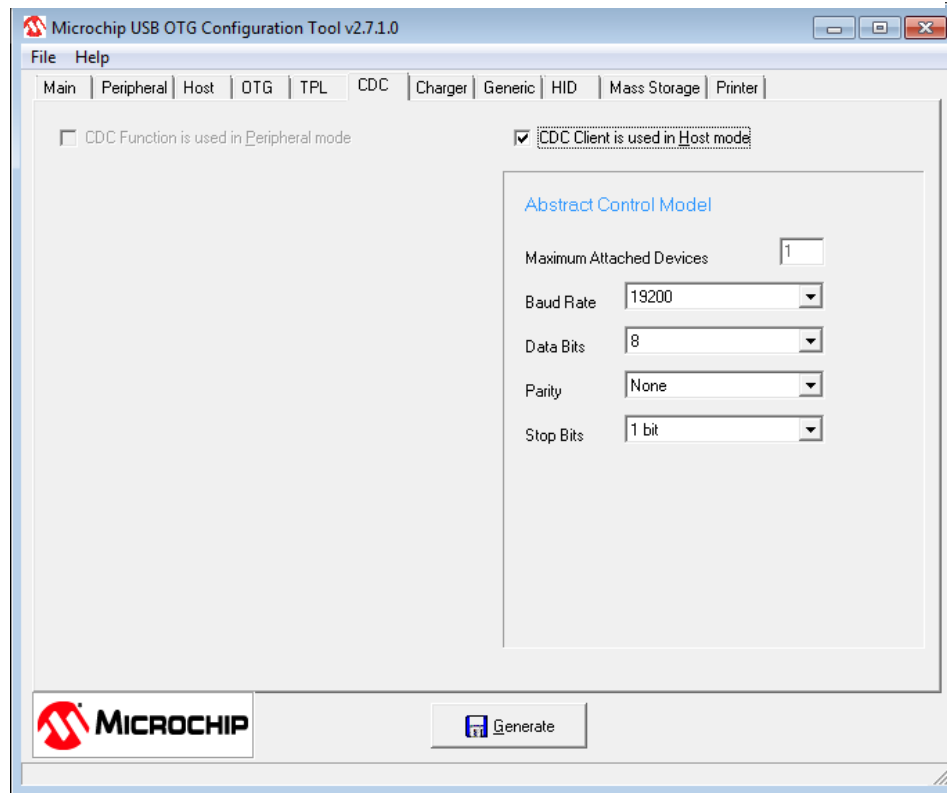 Microchip USB OTG Configuration Tool v2.7.1.0
File Help
Main Peripheral Host OTG TPL CDC Charger Generic HID Mass Storage Printer
CDC Function is used in Peripheral mode
CDC Client is used in Host mode
Abstract Control Model
Maximum Attached Devices 1
Baud Rate 19200
Data Bits 8
Parity None
Stop Bits 1 bit
MICROCHIP
Generate